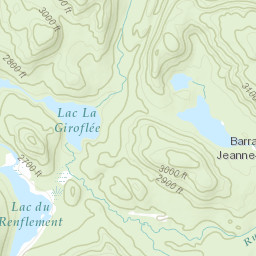 3000 ft
2800 ft
3100
Lac La
Giroflée
Barra
Jeanne-
2700 ft
3000 ft
2900 ft
Lac du
Renflement
Ru